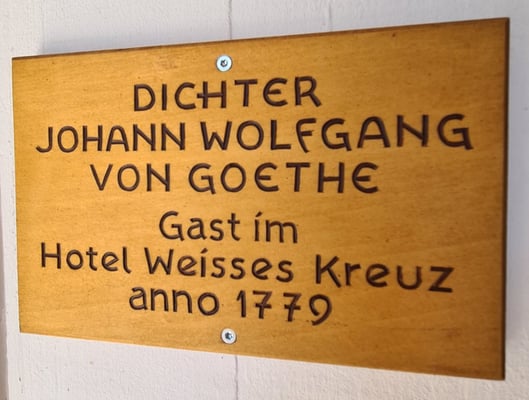 DICHTER
JOHANN WOLFGANG
VON GOETHE
Gast im
Hotel Weisses Kreuz
anno 1779